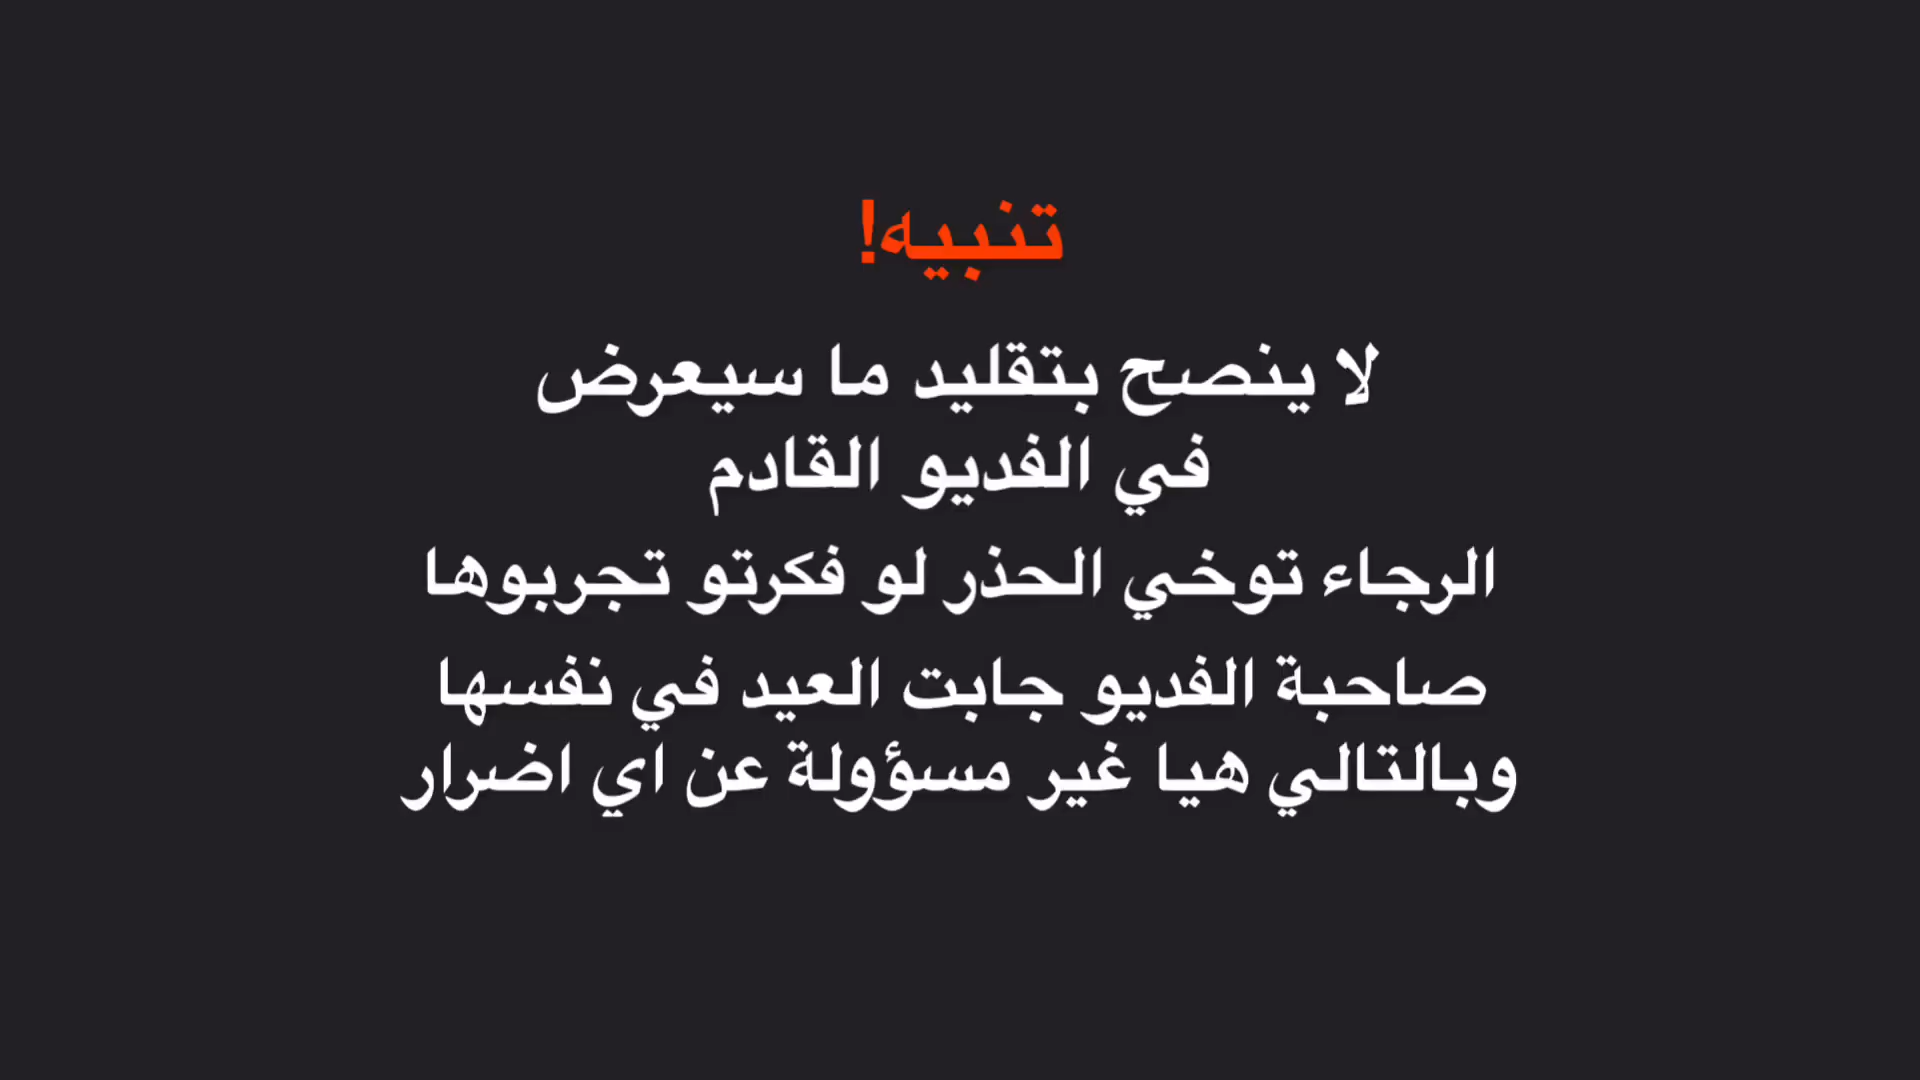 تنبيه!
لا ينصح بتقليد ما سيعرض
في الفديو القادم
الرجاء توخي الحذر لو فكرتو تجربوها
صاحبة الفديو جابت العيد في نفسها
وبالتالي هيا غير مسؤولة عن اي اضرار